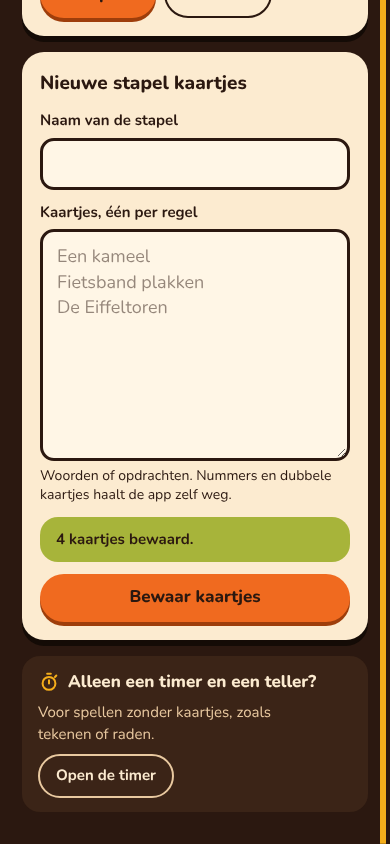 Nieuwe stapel kaartjes
Naam van de stapel
Kaartjes, één per regel
Een kameel
Fietsband plakken
De Eiffeltoren
Woorden of opdrachten. Nummers en dubbele
kaartjes haalt de app zelf weg.
4 kaartjes bewaard.
Bewaar kaartjes
Alleen een timer en een teller?
Voor spellen zonder kaartjes, zoals
tekenen of raden.
Open de timer